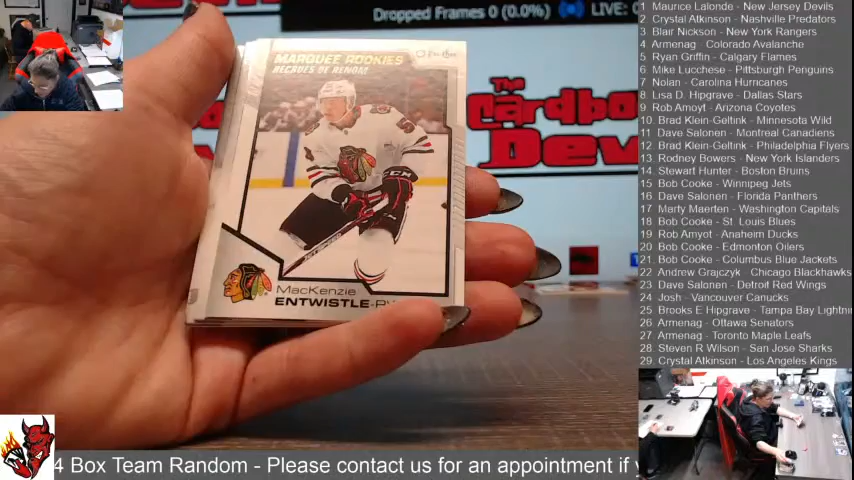 Dropped Frames 0 (0.0%) LIVE: 0
MARQUEE ROOKIES
RECRUES DE RENOM
The
Cardbo
Dev
CCM
MacKenzie
ENTWISTLE
1 Maurice Lalonde - New Jersey Devils
2 Crystal Atkinson - Nashville Predators
3 Blair Nickson - New York Rangers
4 Armenag - Colorado Avalanche
5 Ryan Griffin - Calgary Flames
6 Mike Lucchese - Pittsburgh Penguins
7 Nolan - Carolina Hurricanes
8 Lisa D. Hipgrave - Dallas Stars
9 Rob Amoyt - Arizona Coyotes
10. Brad Klein-Geltink - Minnesota Wild
11 Dave Salonen - Montreal Canadiens
12 Brad Klein-Geltink - Philadelphia Flyers
13 Rodney Bowers - New York Islanders
14 Stewart Hunter - Boston Bruins
15 Bob Cooke - Winnipeg Jets
16 Dave Salonen - Florida Panthers
17 Marty Maerten - Washington Capitals
18 Bob Cooke - St. Louis Blues
19 Rob Amyot - Anaheim Ducks
20 Bob Cooke - Edmonton Oilers
21. Bob Cooke - Columbus Blue Jackets
22 Andrew Grajczyk - Chicago Blackhawks
23 Dave Salonen - Detroit Red Wings
24 Josh - Vancouver Canucks
25 Brooks E Hipgrave - Tampa Bay Lightnin
26 Armenag - Ottawa Senators
27 Armenag - Toronto Maple Leafs
28 Steven R Wilson - San Jose Sharks
29. Crystal Atkinson - Los Angeles Kings
4 Box Team Random - Please contact us for an appointment if